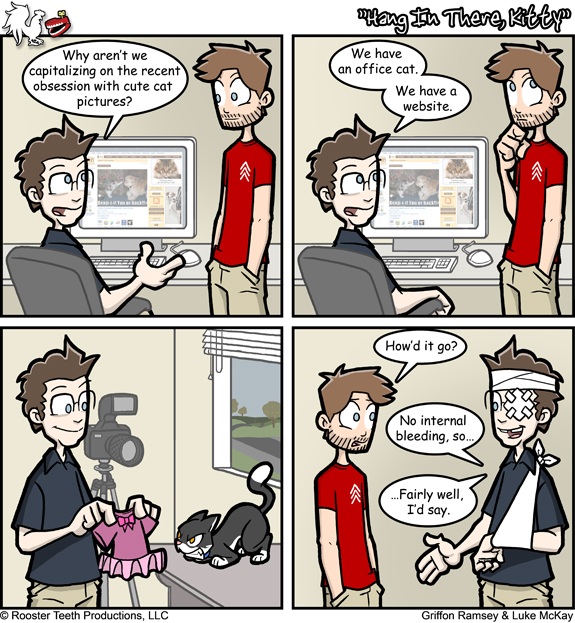 "Hang In There, Kitty"
Why aren't we
capitalizing on the recent
obsession with cute cat
pictures?
We have
an office cat.
We have a
website.
How'd it go?
No internal
bleeding, so...
...Fairly well,
I'd say.
© Rooster Teeth Productions, LLC
Griffon Ramsey & Luke McKay